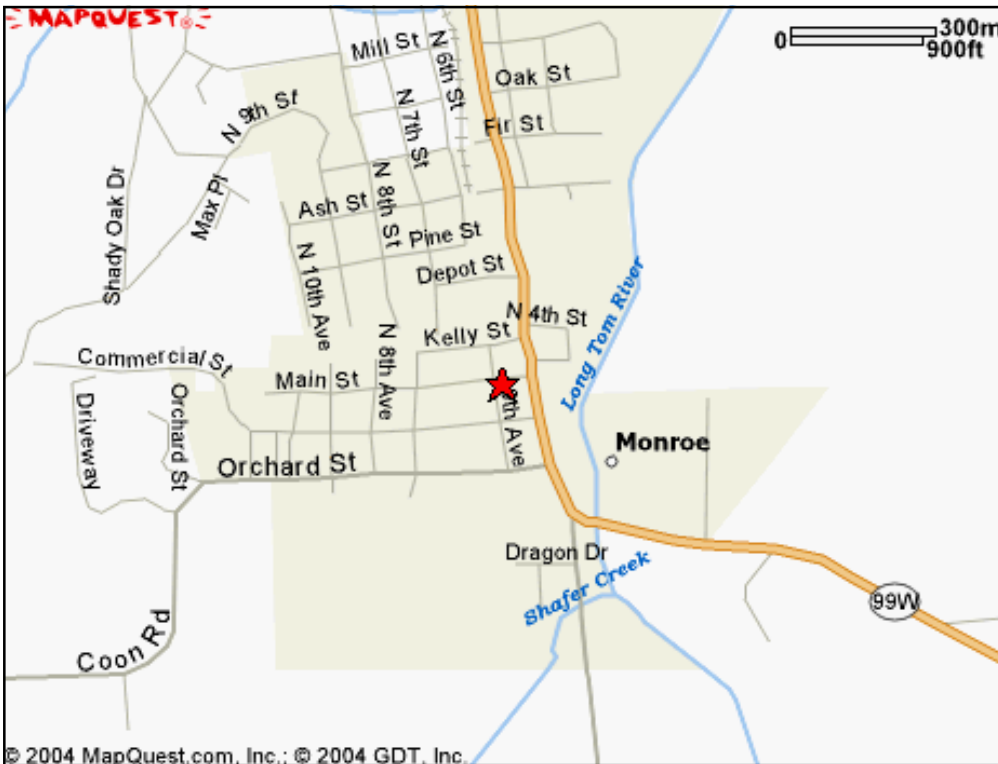 MAPQUEST
0
300m
900ft
Mill St
N 6th St
Oak St
N 9th St
N 7th St
Fir St
Shady Oak Dr
Max Pl
N 8th St
Ash St
Pine St
N 10th Ave
Depot St
Long Tom River
N 4th St
Kelly St
N 8th Ave
Commercial St
Main St
Driveway
Orchard St
Ave
Monroe
Orchard St
Dragon Dr
Shafer Creek
99W
Coon Rd
© 2004 MapQuest.com, Inc.; © 2004 GDT, Inc.